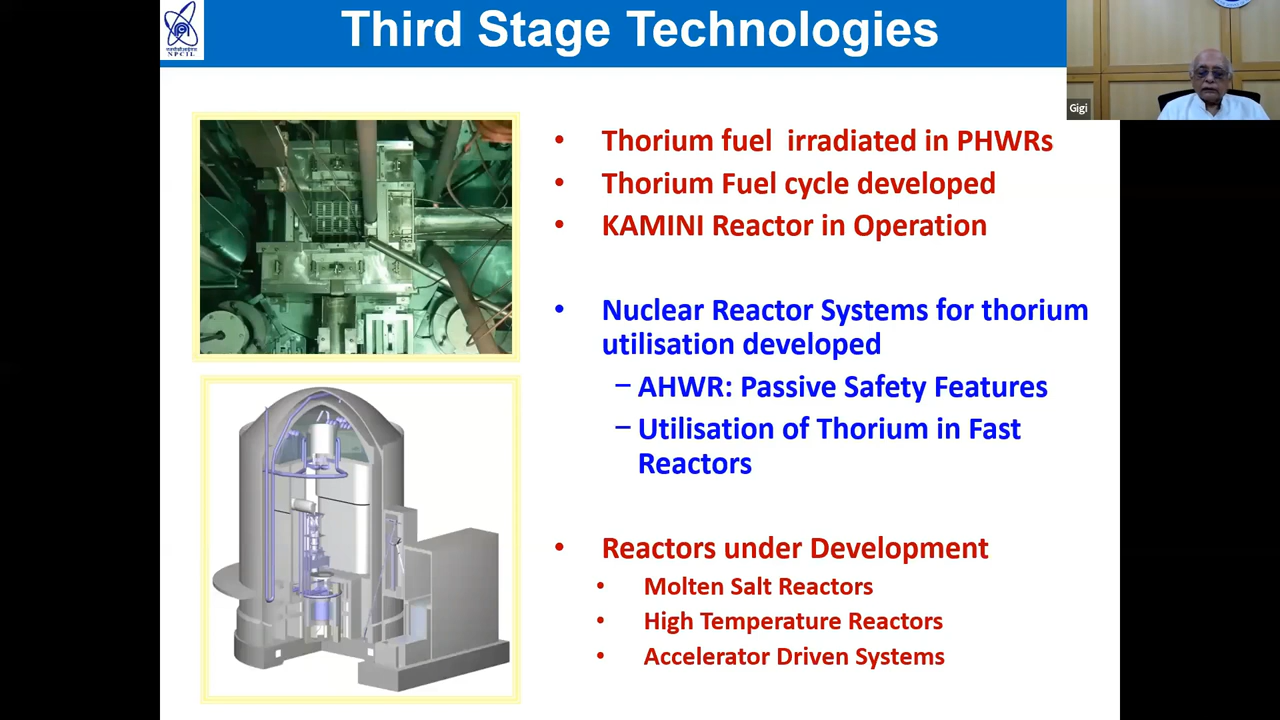 Third Stage Technologies
NPCIL
Gigi
• Thorium fuel irradiated in PHWRs
• Thorium Fuel cycle developed
• KAMINI Reactor in Operation
• Nuclear Reactor Systems for thorium
utilisation developed
– AHWR: Passive Safety Features
– Utilisation of Thorium in Fast
Reactors
• Reactors under Development
• Molten Salt Reactors
• High Temperature Reactors
• Accelerator Driven Systems